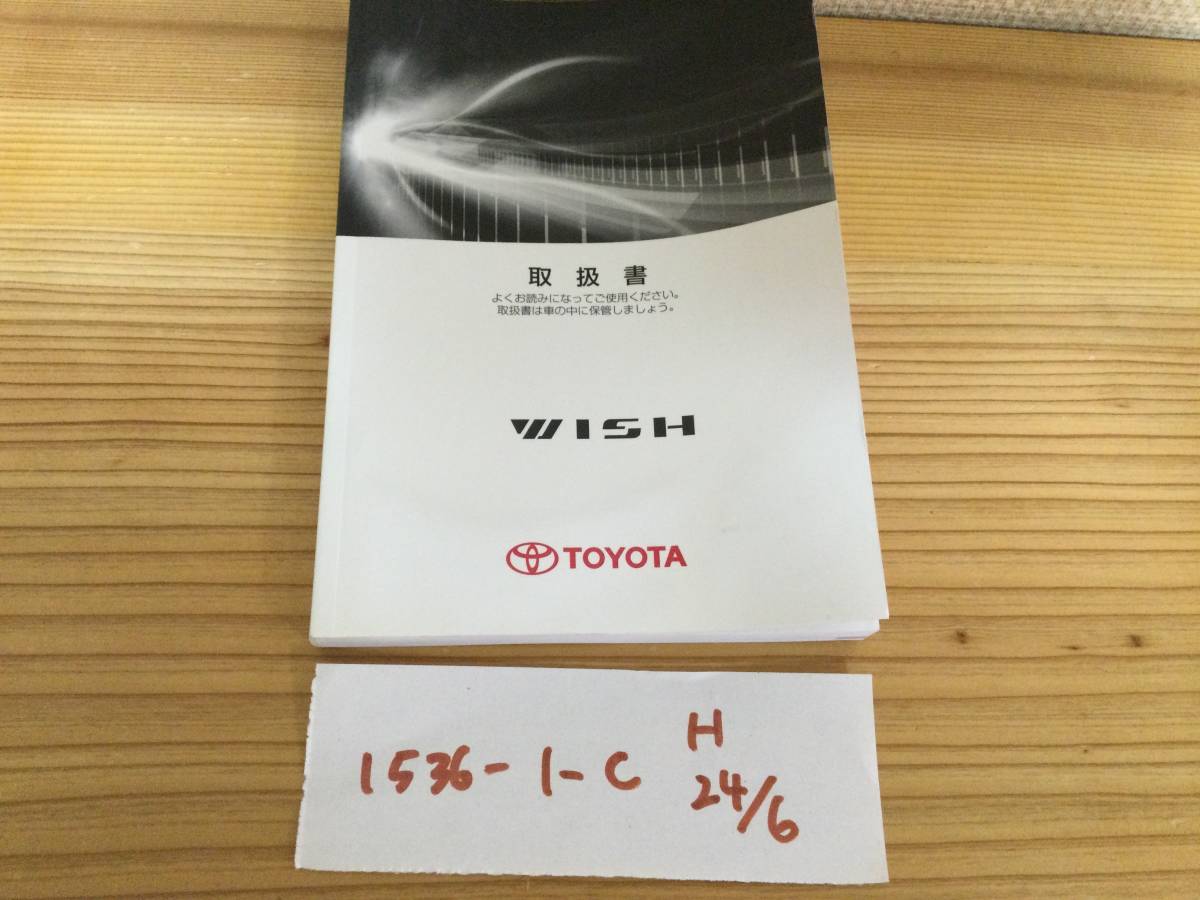 取扱書
よくお読みになってご使用ください。
取扱書は車の中に保管しましょう。
WISH
TOYOTA
1536-1-C
H
24/6